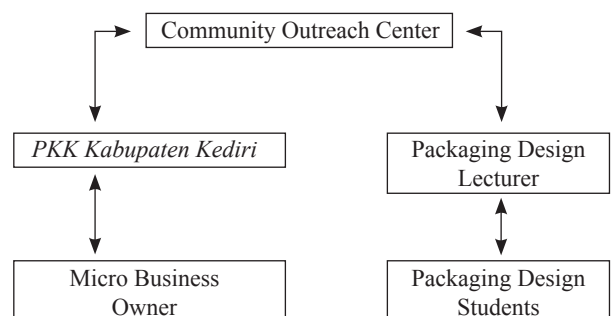 Community Outreach Center
PKK Kabupaten Kediri
Packaging Design
Lecturer
Micro Business
Owner
Packaging Design
Students